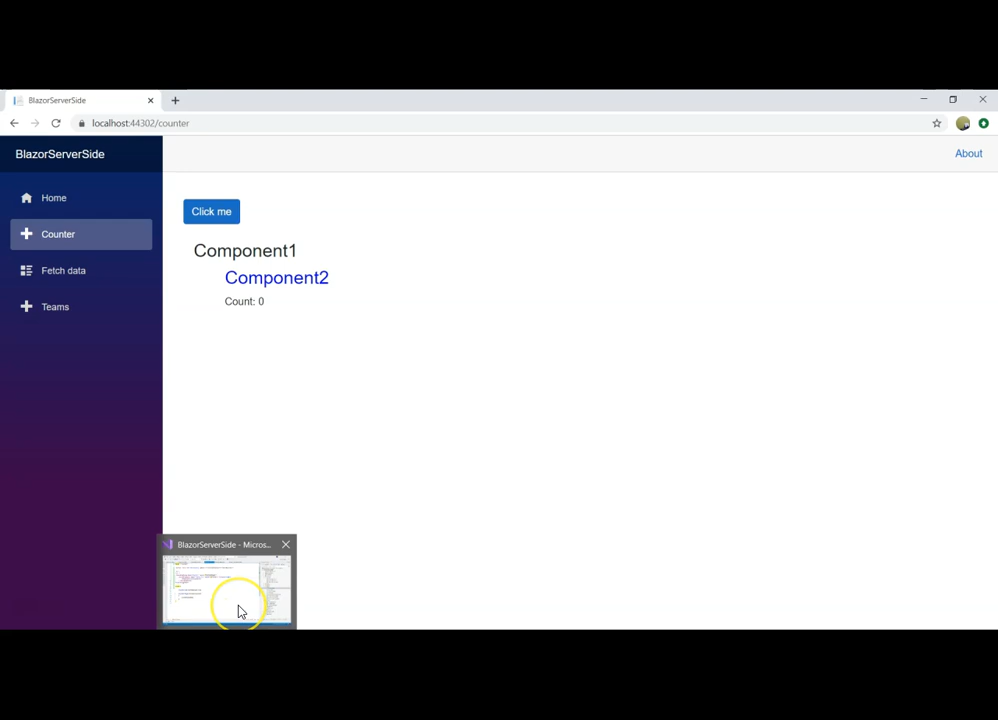 BlazorServerSide
localhost:44302/counter
BlazorServerSide
About
Home
Counter
Fetch data
Teams
Click me
Component1
Component2
Count: 0
BlazorServerSide - Micros...